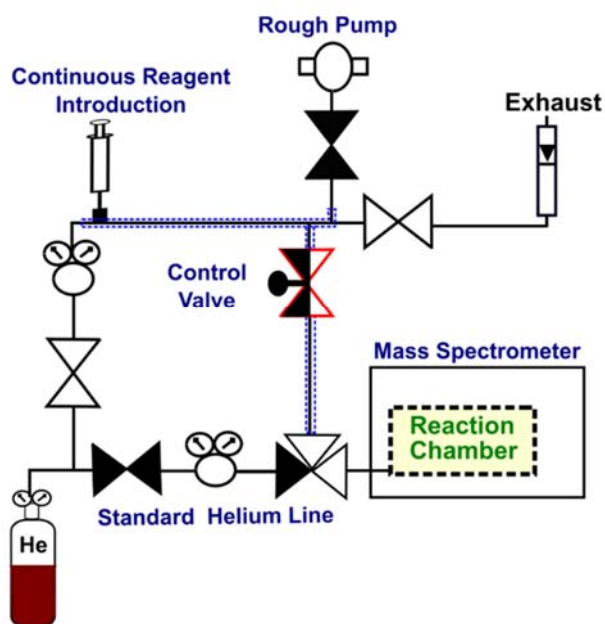 Rough Pump
Continuous Reagent
Introduction
Exhaust
Control
Valve
Mass Spectrometer
Reaction
Chamber
Standard Helium Line
He